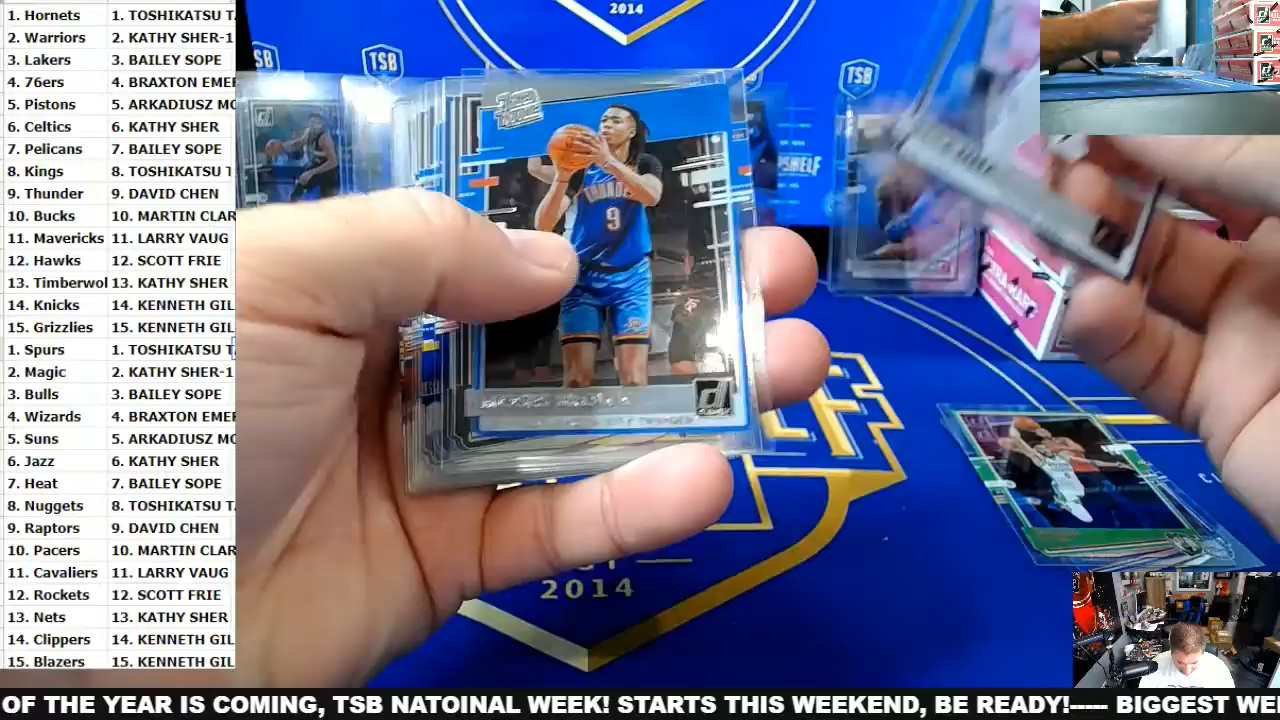 1. Hornets 1. TOSHIKATSU T
2. Warriors 2. KATHY SHER-1
3. Lakers 3. BAILEY SOPE
4. 76ers 4. BRAXTON EMER
5. Pistons 5. ARKADIUSZ MO
6. Celtics 6. KATHY SHER
7. Pelicans 7. BAILEY SOPE
8. Kings 8. TOSHIKATSU T
9. Thunder 9. DAVID CHEN
10. Bucks 10. MARTIN CLAR
11. Mavericks 11. LARRY VAUG
12. Hawks 12. SCOTT FRIE
13. Timberwol 13. KATHY SHER
14. Knicks 14. KENNETH GIL
15. Grizzlies 15. KENNETH GIL
1. Spurs 1. TOSHIKATSU T
2. Magic 2. KATHY SHER-1
3. Bulls 3. BAILEY SOPE
4. Wizards 4. BRAXTON EMER
5. Suns 5. ARKADIUSZ MO
6. Jazz 6. KATHY SHER
7. Heat 7. BAILEY SOPE
8. Nuggets 8. TOSHIKATSU T
9. Raptors 9. DAVID CHEN
10. Pacers 10. MARTIN CLAR
11. Cavaliers 11. LARRY VAUG
12. Rockets 12. SCOTT FRIE
13. Nets 13. KATHY SHER
14. Clippers 14. KENNETH GIL
15. Blazers 15. KENNETH GIL
2014
TSB
TSB
TSB
THUNDER
9
2014
OF THE YEAR IS COMING, TSB NATOINAL WEEK! STARTS THIS WEEKEND, BE READY!----- BIGGEST WE